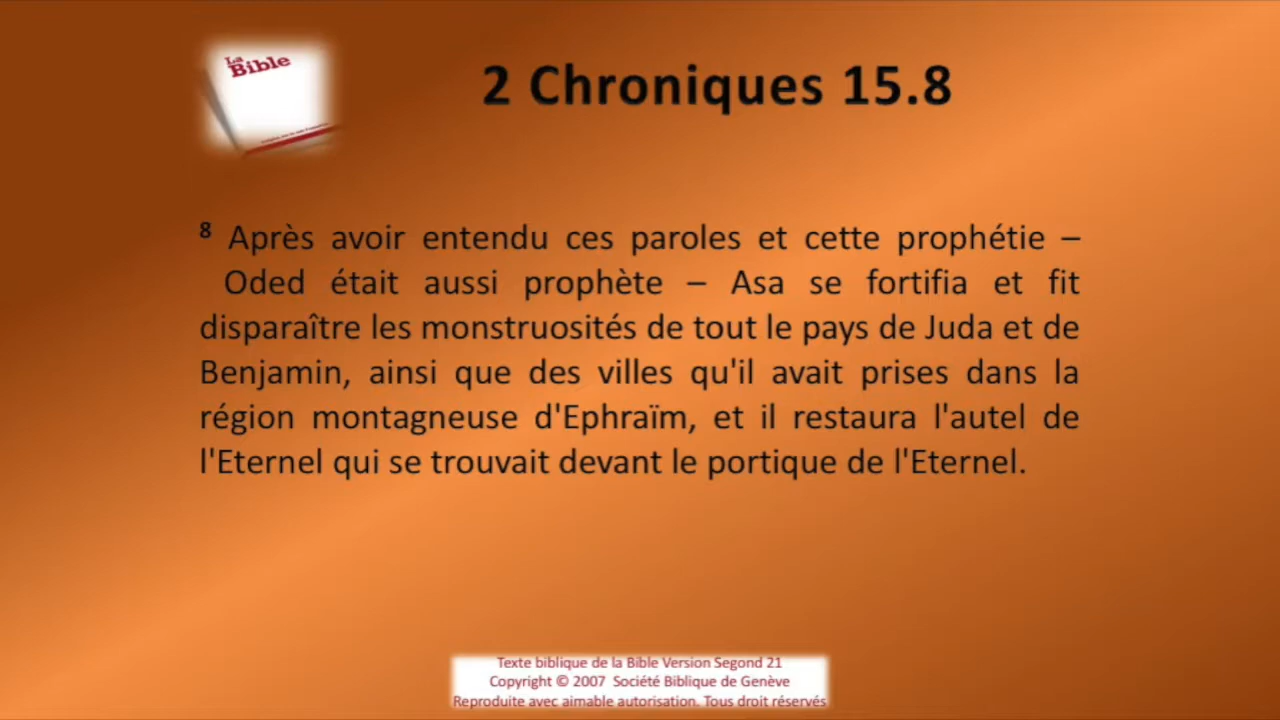 La
Bible
2 Chroniques 15.8
8 Après avoir entendu ces paroles et cette prophétie –
Oded était aussi prophète – Asa se fortifia et fit
disparaître les monstruosités de tout le pays de Juda et de
Benjamin, ainsi que des villes qu'il avait prises dans la
région montagneuse d'Ephraïm, et il restaura l'autel de
l'Eternel qui se trouvait devant le portique de l'Eternel.
Texte biblique de la Bible Version Segond 21
Copyright © 2007 Société Biblique de Genève
Reproduite avec aimable autorisation. Tous droit réservés